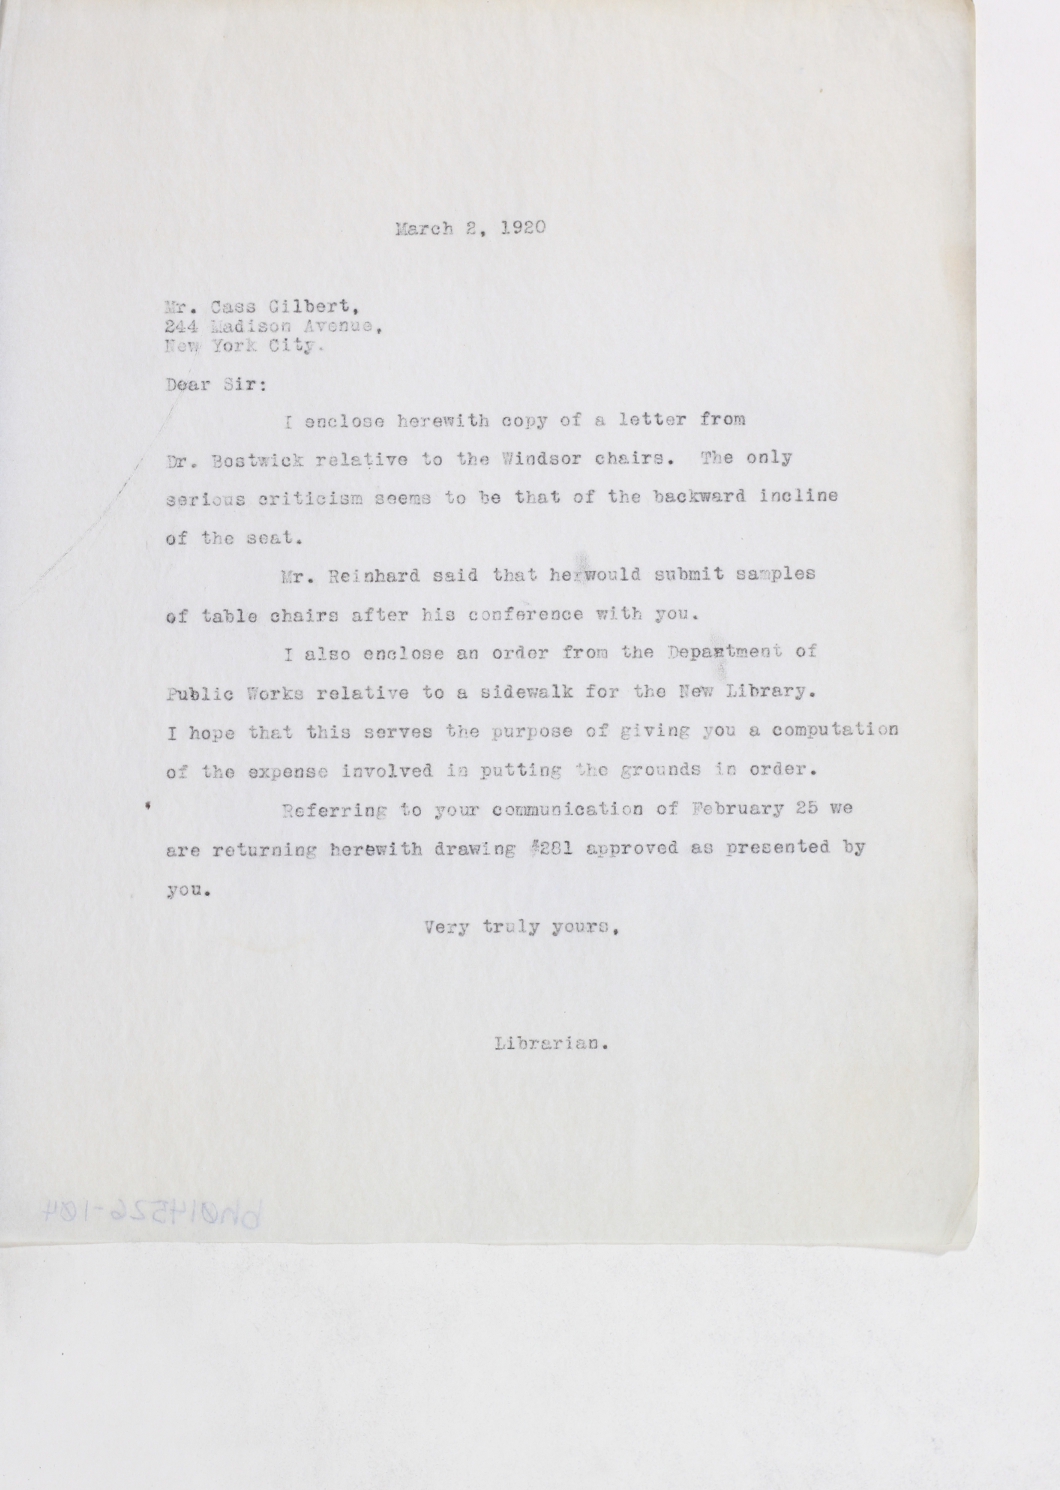 March 2, 1920
Mr. Cass Gilbert,
244 Madison Avenue,
New York City.
Dear Sir:
I enclose herewith copy of a letter from
Dr. Bostwick relative to the Windsor chairs. The only
serious criticism seems to be that of the backward incline
of the seat.
Mr. Reinhard said that he would submit samples
of table chairs after his conference with you.
I also enclose an order from the Department of
Public Works relative to a sidewalk for the New Library.
I hope that this serves the purpose of giving you a computation
of the expense involved in putting the grounds in order.
Referring to your communication of February 25 we
are returning herewith drawing #281 approved as presented by
you.
Very truly yours,
Librarian.
bh014526-104